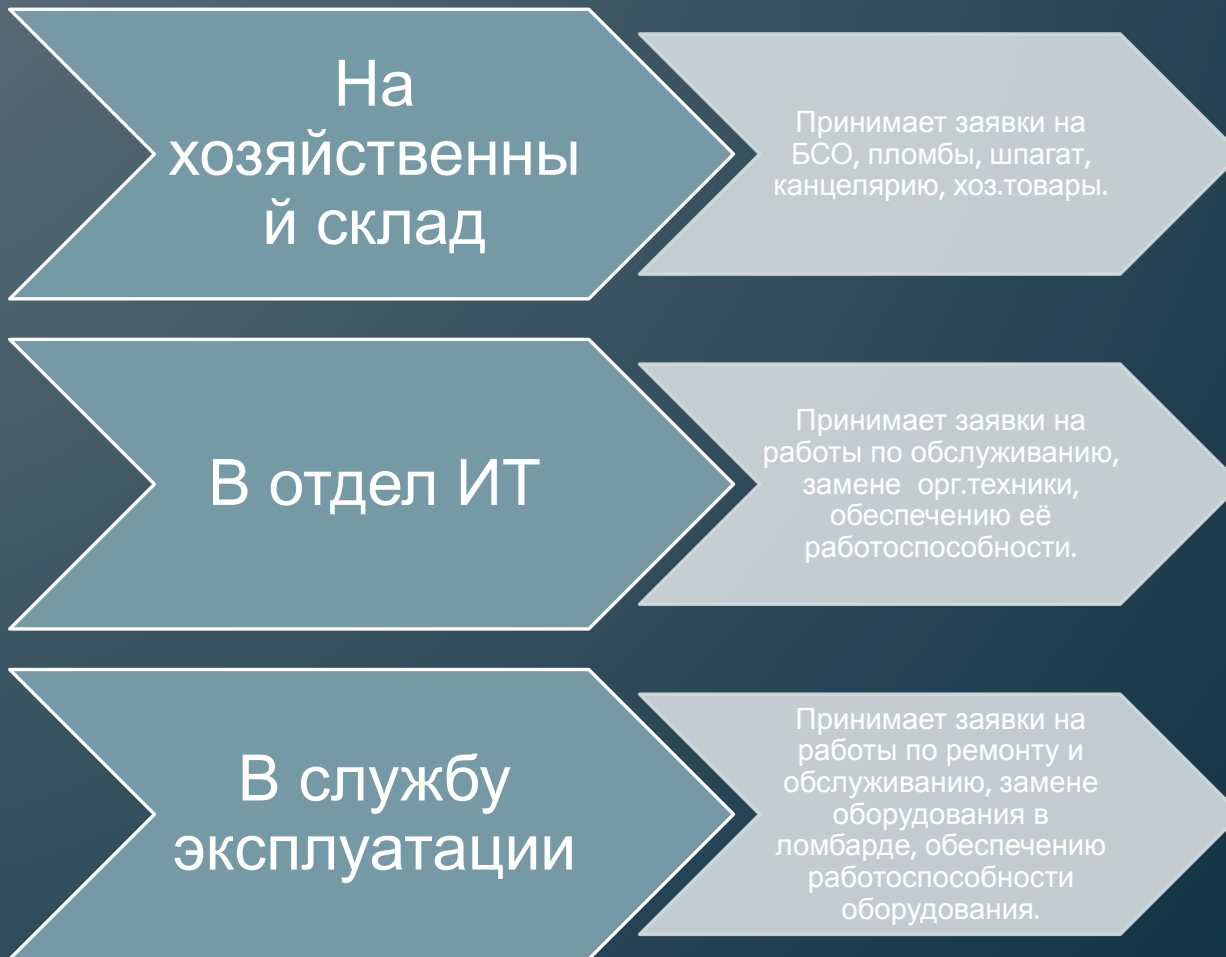 На
хозяйственны
й склад
Принимает заявки на
БСО, пломбы, шпагат,
канцелярию, хоз.товары.
В отдел ИТ
Принимает заявки на
работы по обслуживанию,
замене  орг.техники,
обеспечению её
работоспособности.
В службу
эксплуатации
Принимает заявки на
работы по ремонту и
обслуживанию, замене
оборудования в
ломбарде, обеспечению
работоспособности
оборудования.